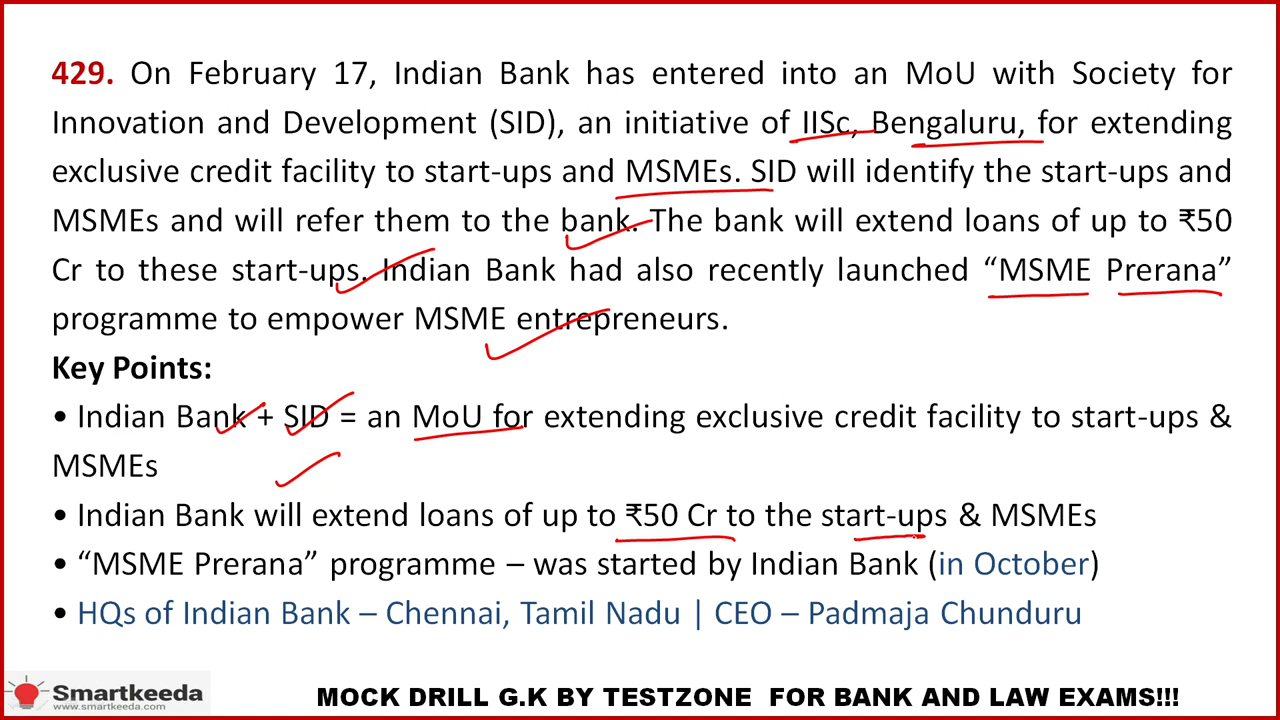 429. On February 17, Indian Bank has entered into an MoU with Society for
Innovation and Development (SID), an initiative of IISc, Bengaluru, for extending
exclusive credit facility to start-ups and MSMEs. SID will identify the start-ups and
MSMEs and will refer them to the bank. The bank will extend loans of up to ₹50
Cr to these start-ups. Indian Bank had also recently launched “MSME Prerana”
programme to empower MSME entrepreneurs.
Key Points:
• Indian Bank + SID = an MoU for extending exclusive credit facility to start-ups &
MSMEs
• Indian Bank will extend loans of up to ₹50 Cr to the start-ups & MSMEs
• “MSME Prerana” programme – was started by Indian Bank (in October)
• HQs of Indian Bank – Chennai, Tamil Nadu | CEO – Padmaja Chunduru
Smartkeeda
www.smartkeeda.com
MOCK DRILL G.K BY TESTZONE FOR BANK AND LAW EXAMS!!!